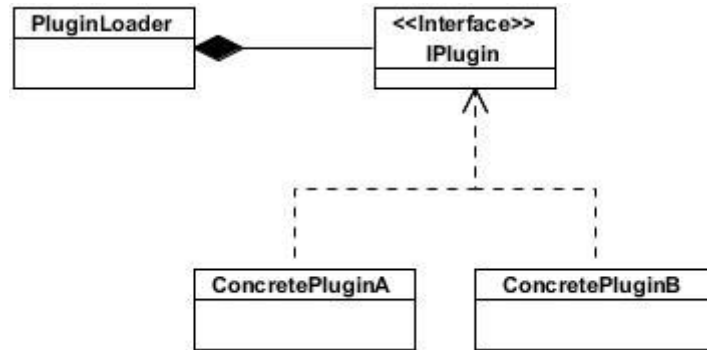 PluginLoader
<<Interface>>
IPlugin
ConcretePluginA
ConcretePluginB